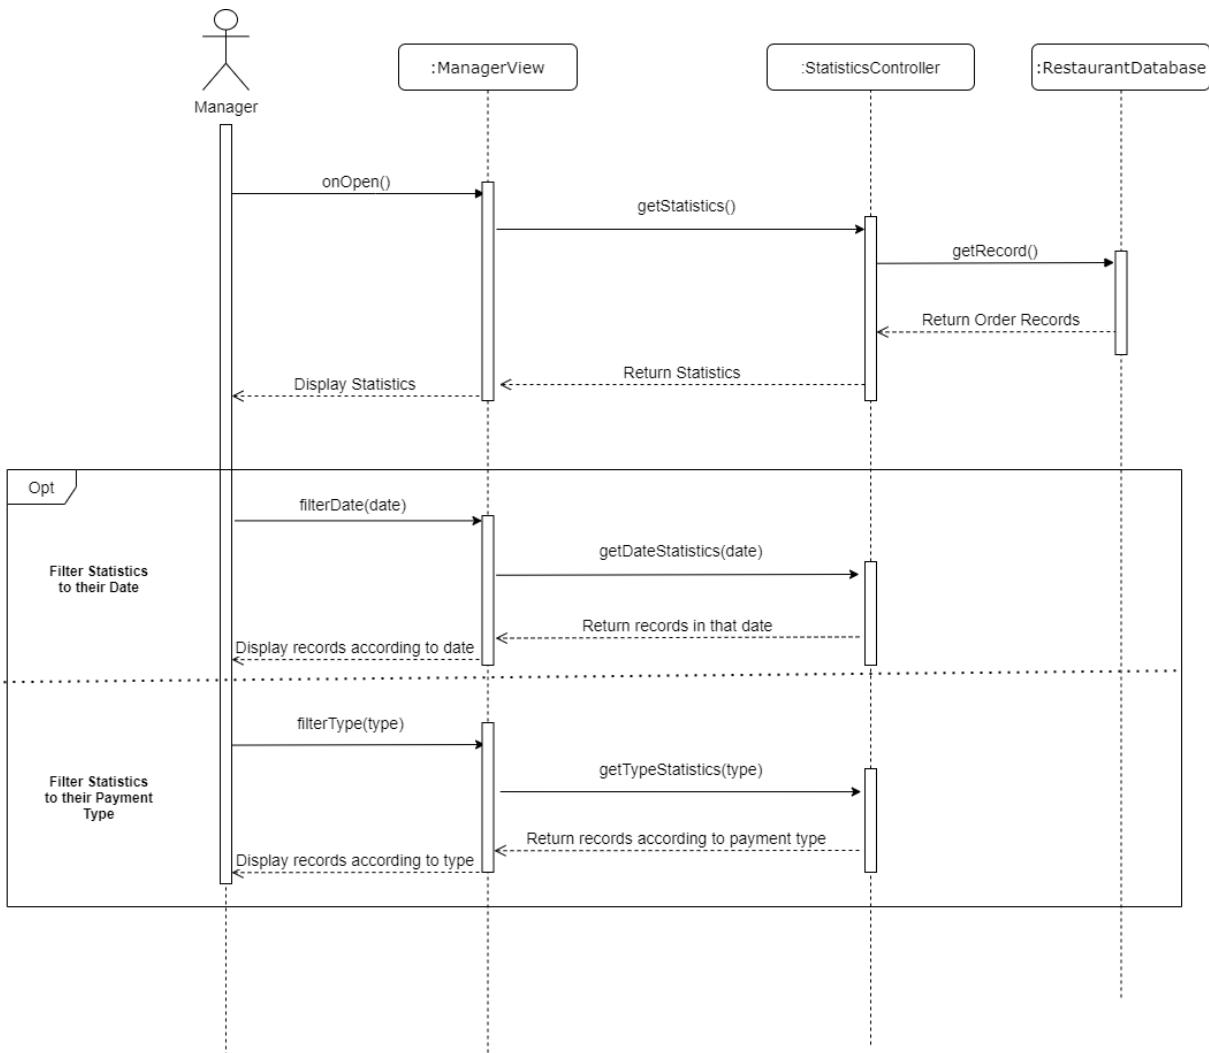 Manager
:ManagerView
:StatisticsController
:RestaurantDatabase
onOpen()
getStatistics()
getRecord()
Return Order Records
Return Statistics
Display Statistics
Opt
filterDate(date)
getDateStatistics(date)
Filter Statistics
to their Date
Return records in that date
Display records according to date
filterType(type)
getTypeStatistics(type)
Filter Statistics
to their Payment
Type
Return records according to payment type
Display records according to type